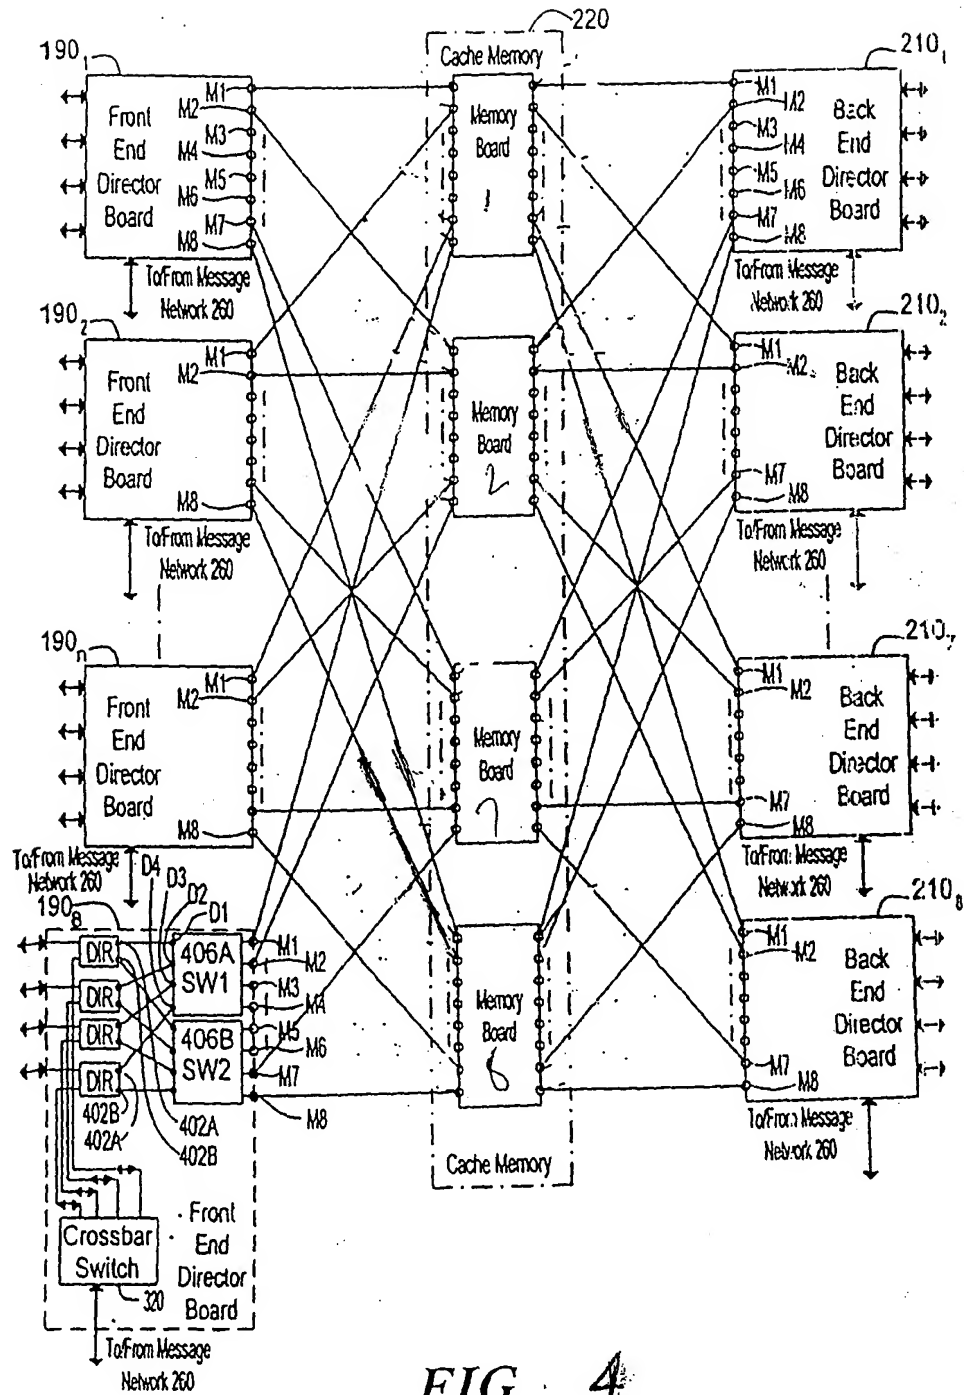 220
190₁
Cache Memory
210₁
Front
End
Director
Board
M1
M2
M3
M4
M5
M6
M7
M8
Memory
Board
1
M1
M2
M3
M4
M5
M6
M7
M8
Back
End
Director
Board
To/From Message
Network 260
To/From Message
Network 260
190₂
210₂
Front
End
Director
Board
M1
M2
M8
Memory
Board
2
M1
M2
M7
M8
Back
End
Director
Board
To/From Message
Network 260
To/From Message
Network 260
190ₙ
210₇
Front
End
Director
Board
M1
M2
M8
Memory
Board
7
M1
M2
M7
M8
Back
End
Director
Board
To/From Message
Network 260
To/From Message
Network 260
190₈
D4
D3
D2
D1
210₈
DIR
DIR
DIR
DIR
406A
SW1
406B
SW2
M1
M2
M3
M4
M5
M6
M7
M8
Memory
Board
8
M1
M2
M7
M8
Back
End
Director
Board
402B
402A
402A
402B
To/From Message
Network 260
Cache Memory
Crossbar
Switch
320
Front
End
Director
Board
To/From Message
Network 260
FIG. 4